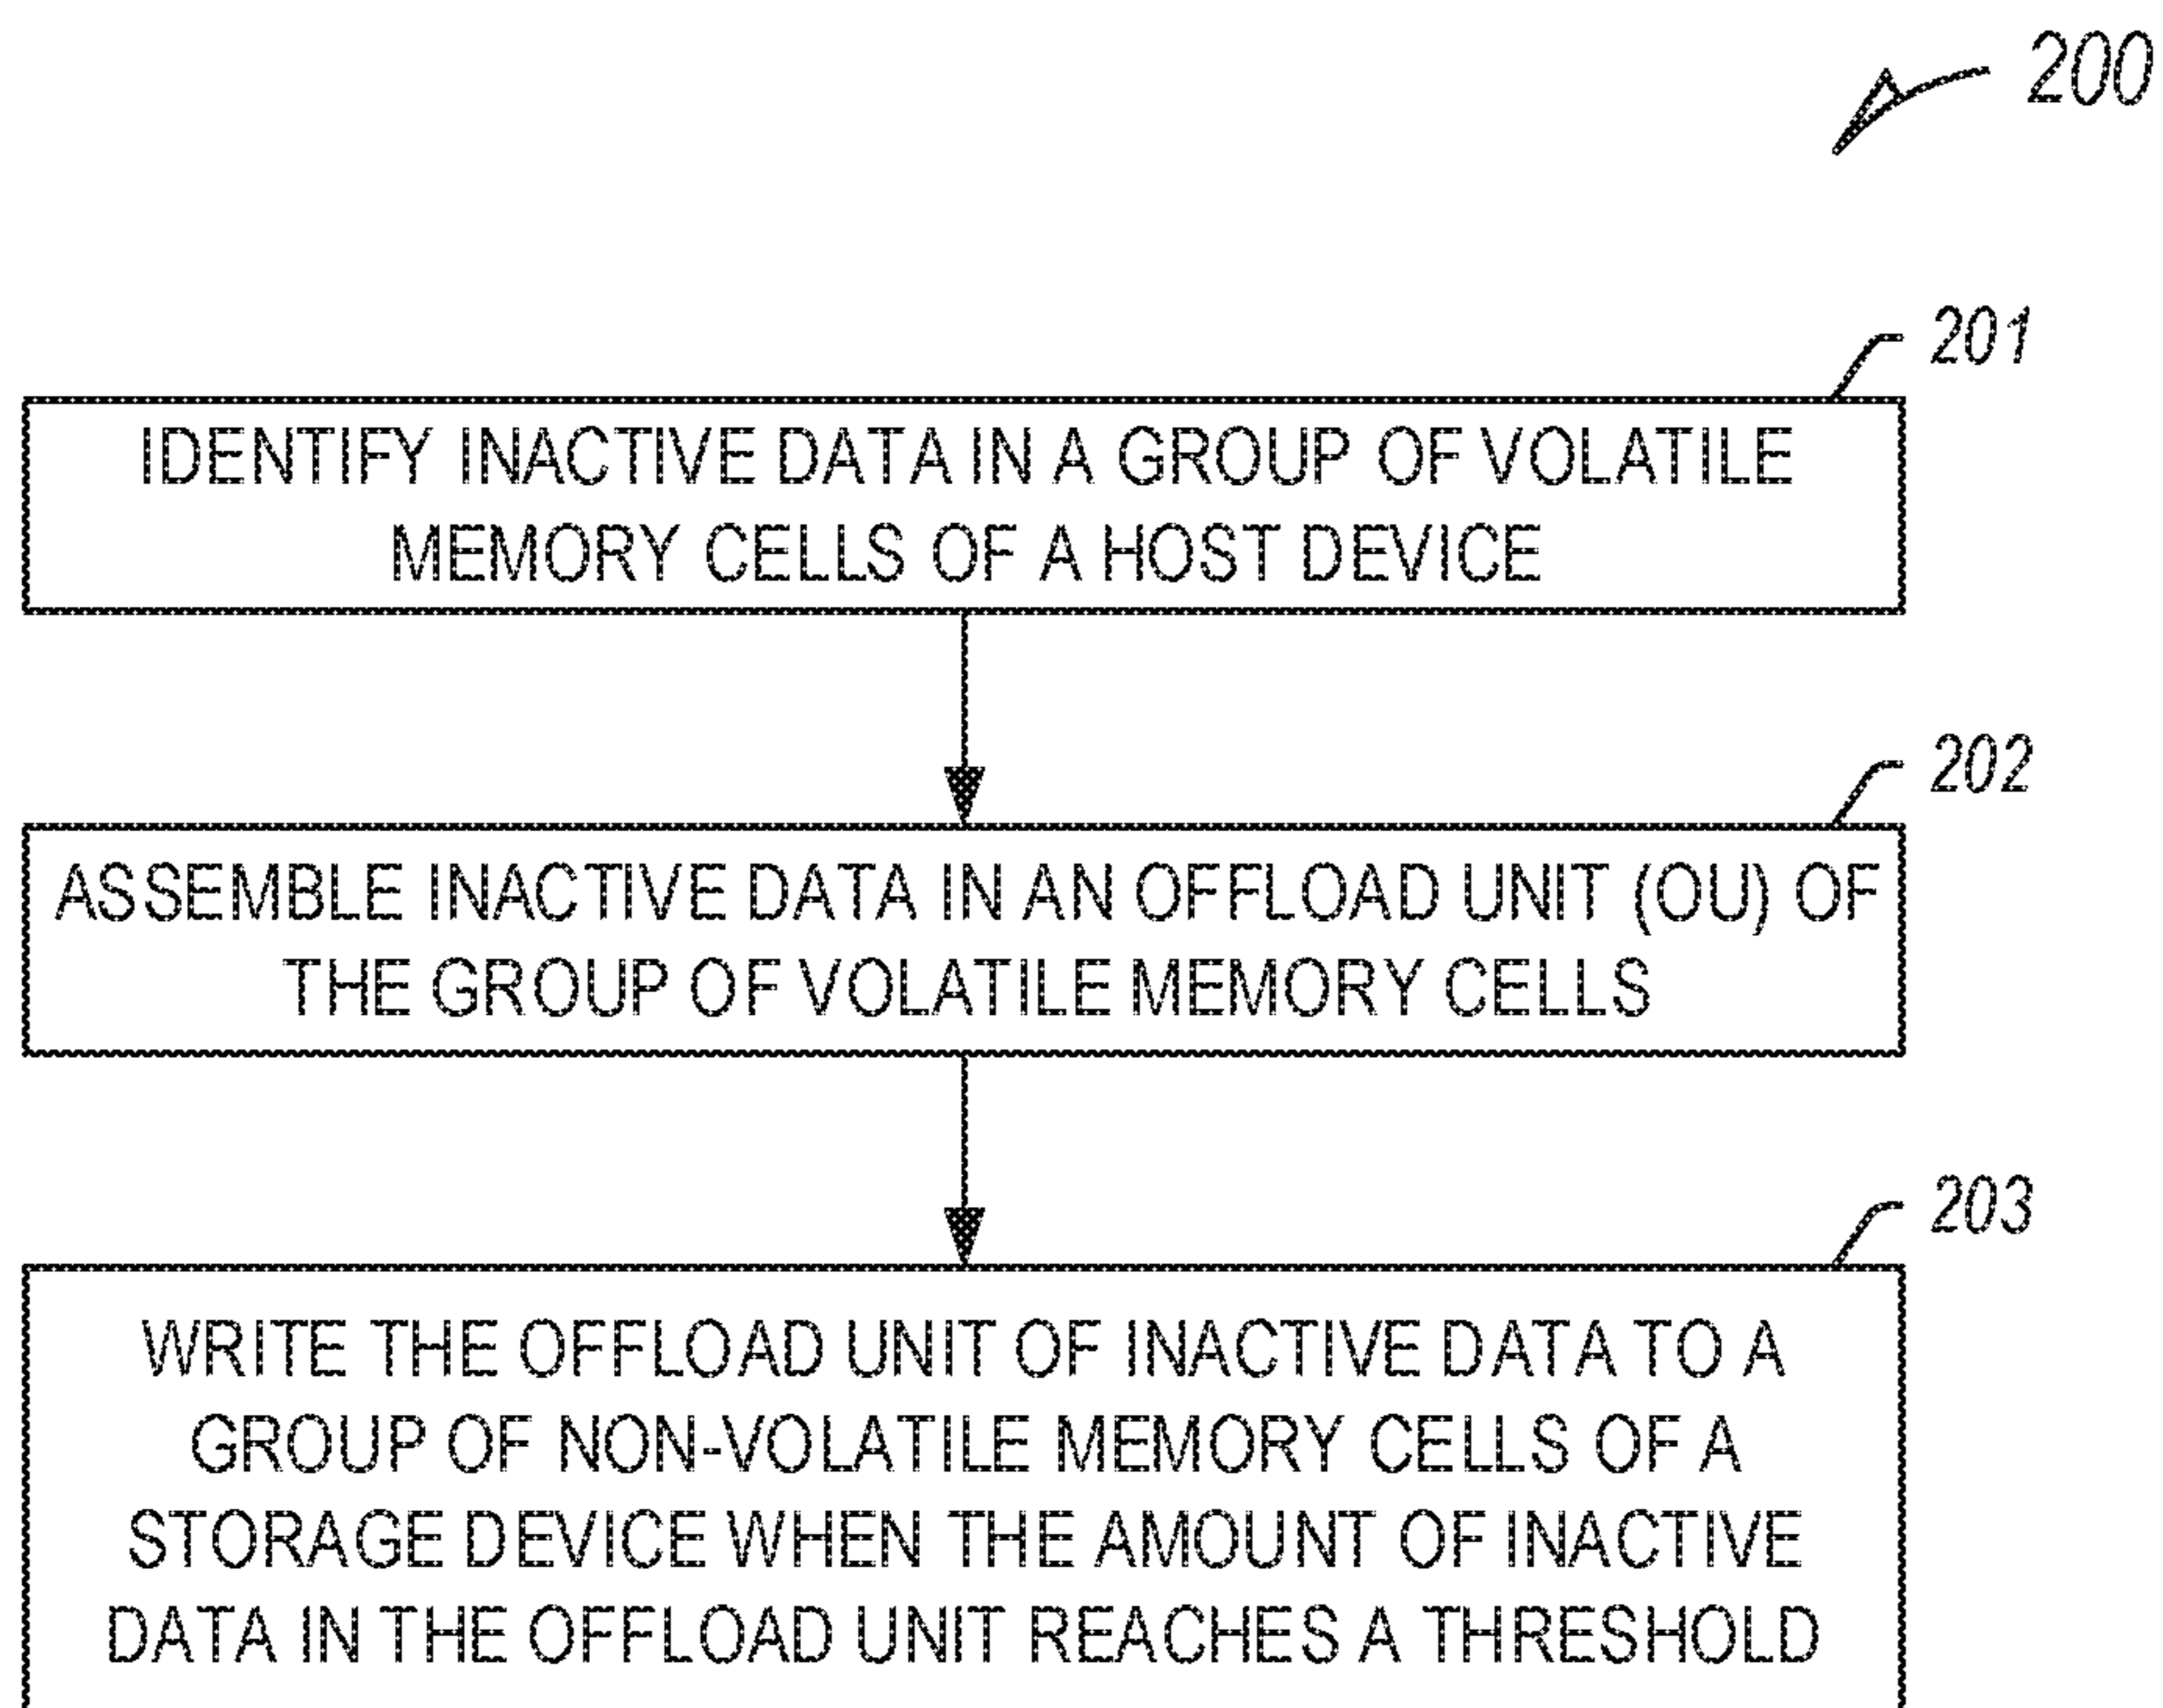 200
201
IDENTIFY INACTIVE DATA IN A GROUP OF VOLATILE
MEMORY CELLS OF A HOST DEVICE
202
ASSEMBLE INACTIVE DATA IN AN OFFLOAD UNIT (OU) OF
THE GROUP OF VOLATILE MEMORY CELLS
203
WRITE THE OFFLOAD UNIT OF INACTIVE DATA TO A
GROUP OF NON-VOLATILE MEMORY CELLS OF A
STORAGE DEVICE WHEN THE AMOUNT OF INACTIVE
DATA IN THE OFFLOAD UNIT REACHES A THRESHOLD